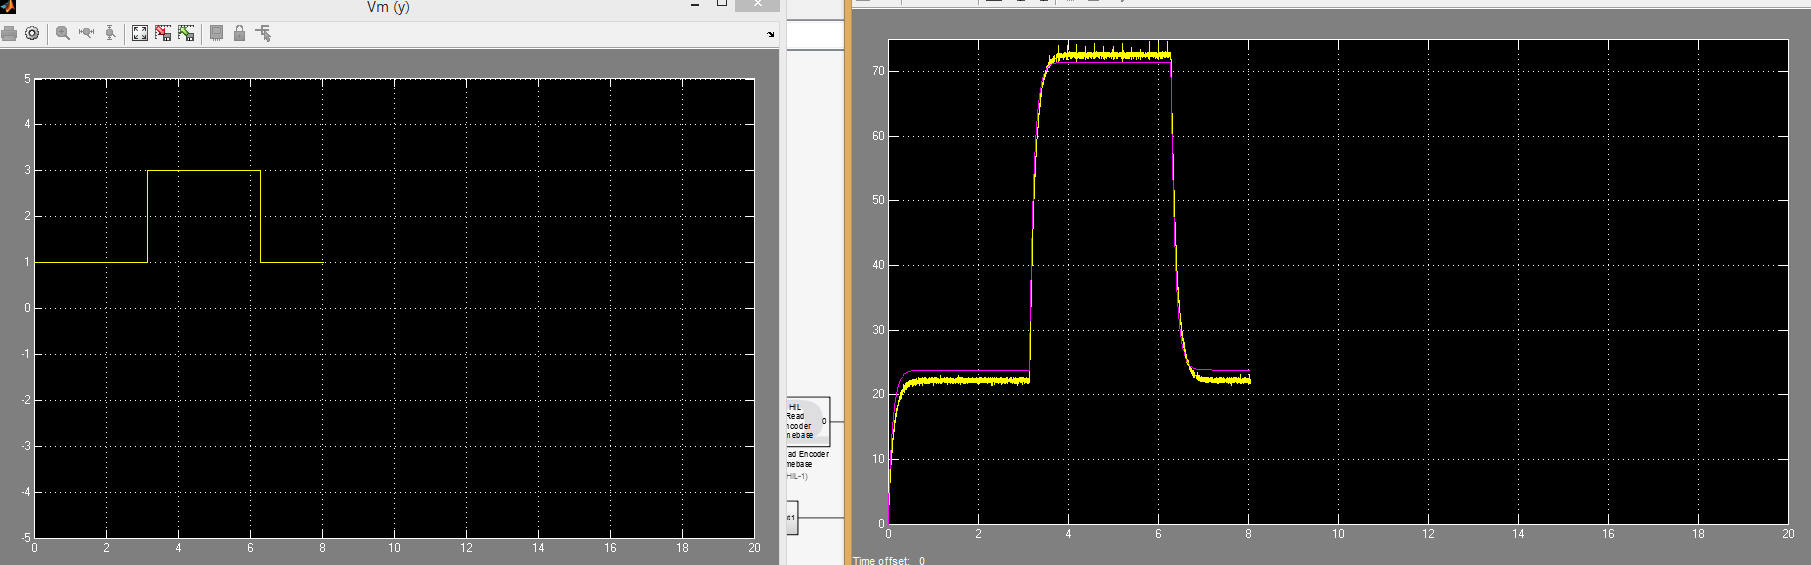 Vm (y)
5
4
3
2
1
0
-1
-2
-3
-4
-5
0 2 4 6 8 10 12 14 16 18 20
HIL
Read
ncoder
mebase
0
ad Encoder
mebase
HIL-1)
70
60
50
40
30
20
10
0
0 2 4 6 8 10 12 14 16 18 20
Time offset: 0